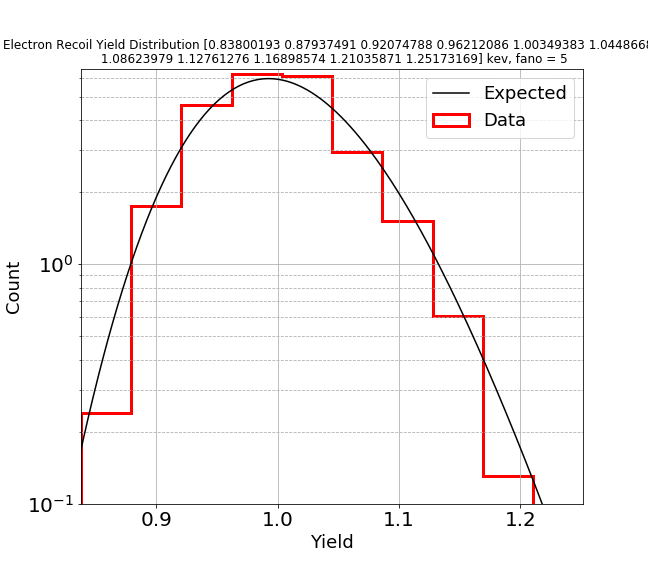 Electron Recoil Yield Distribution [0.83800193 0.87937491 0.92074788 0.96212086 1.00349383 1.0448668
1.08623979 1.12761276 1.16898574 1.21035871 1.25173169] kev, fano = 5
Expected
Data
10⁰
10⁻¹
Count
0.9 1.0 1.1 1.2
Yield